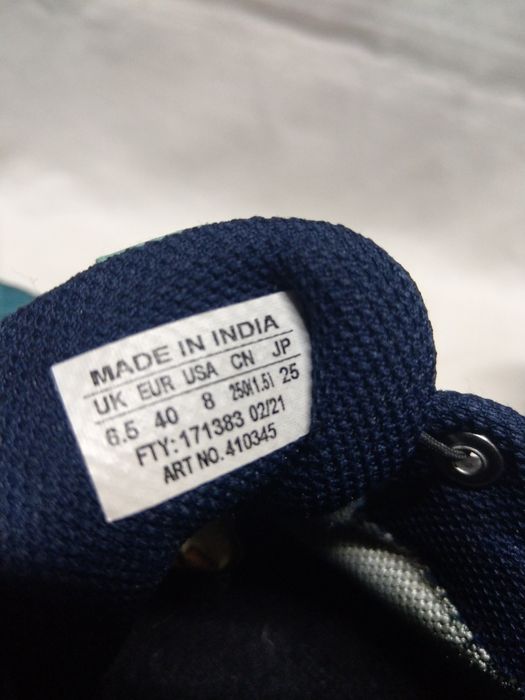 MADE IN INDIA
UK EUR USA CN JP
6.5 40 8 250(1.5) 25
FTY:171383 02/21
ART NO. 410345